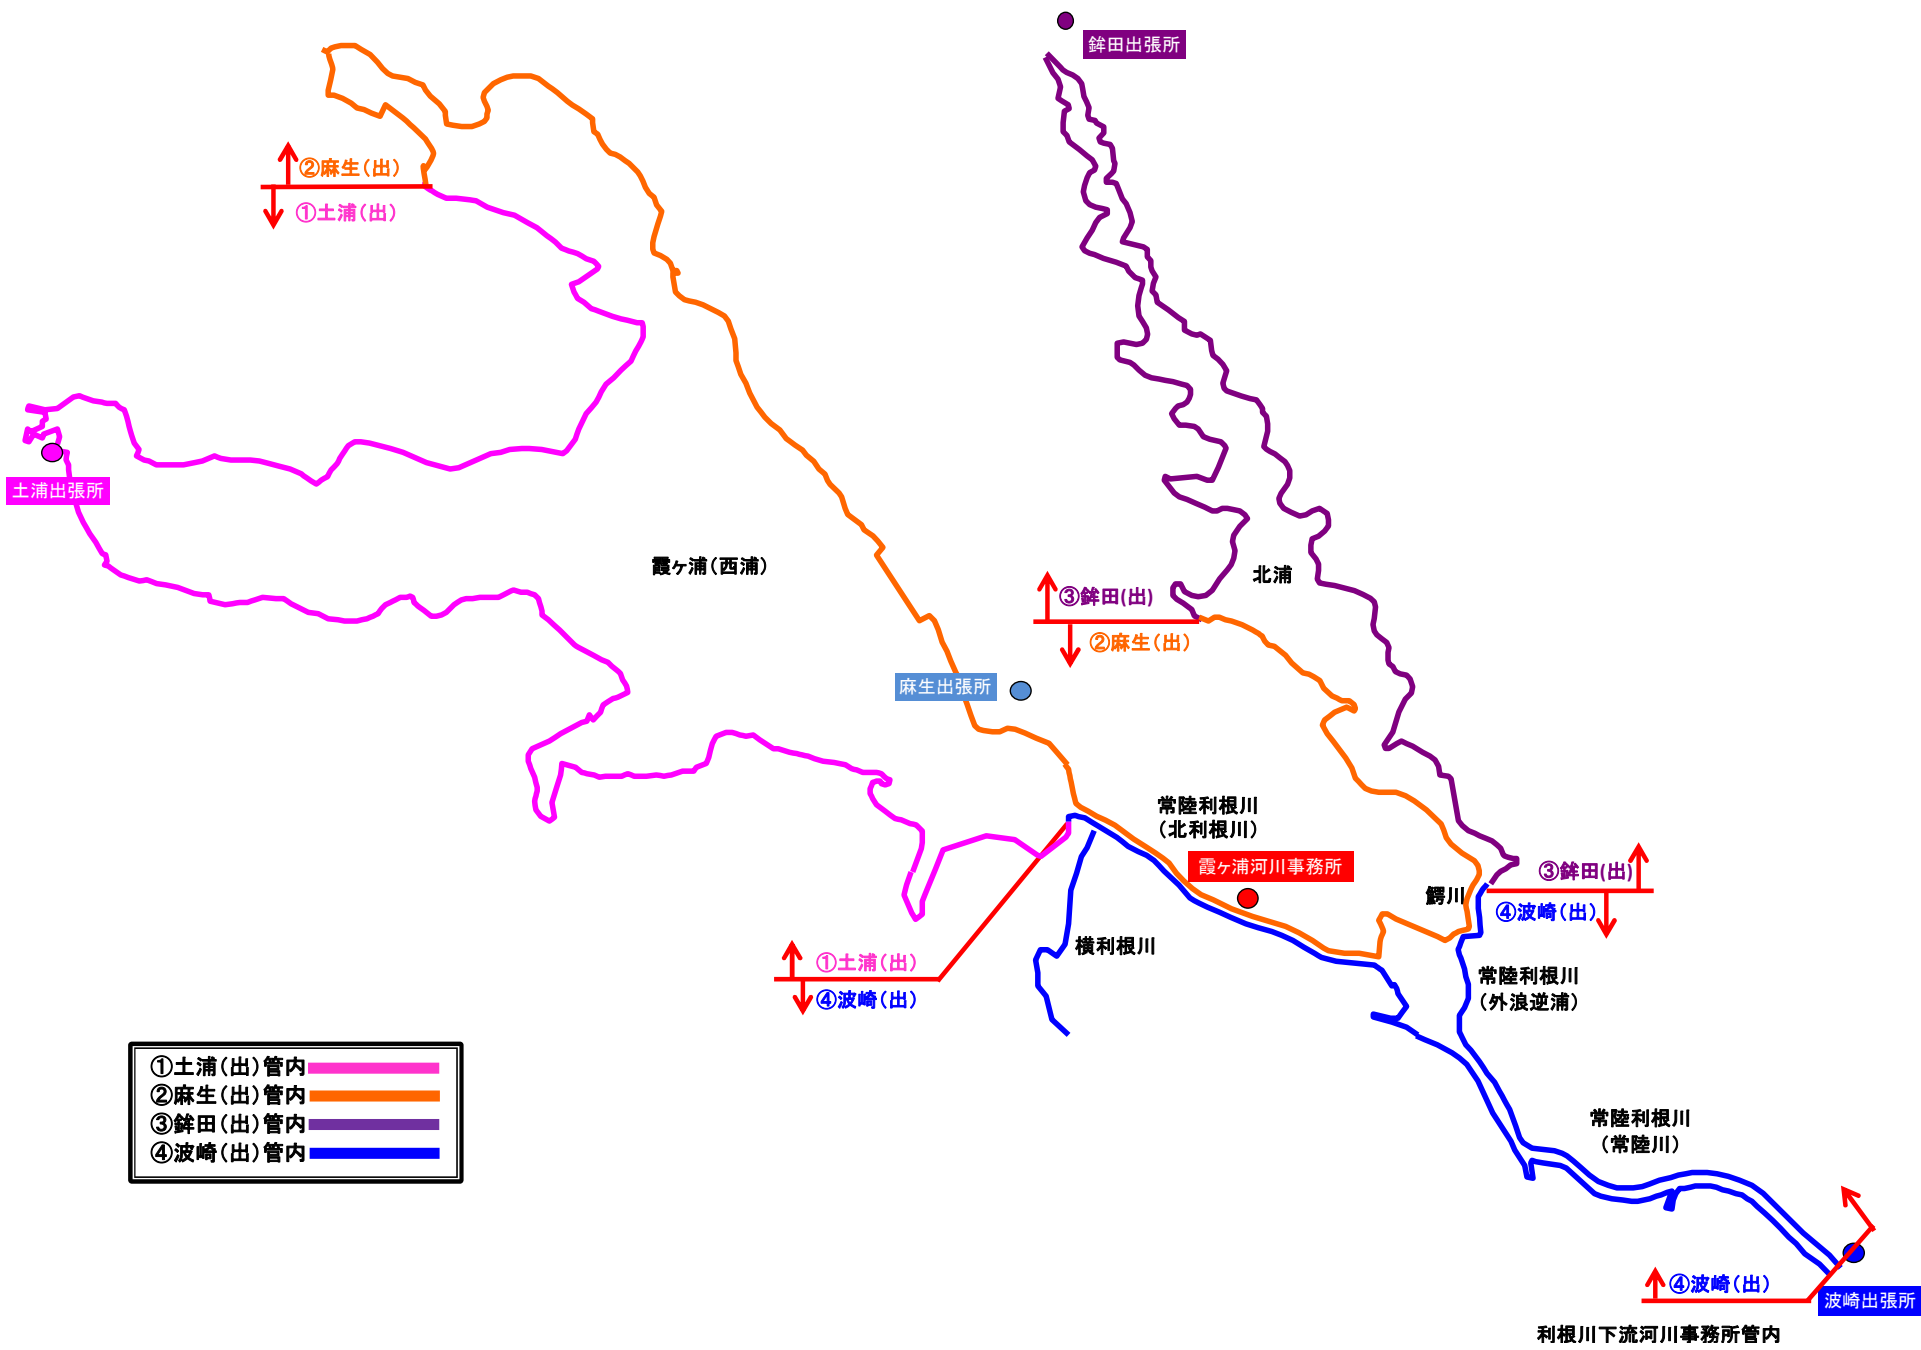 鉾田出張所
②麻生(出)
①土浦(出)
土浦出張所
霞ヶ浦(西浦)
北浦
③鉾田(出)
②麻生(出)
麻生出張所
常陸利根川
(北利根川)
霞ヶ浦河川事務所
③鉾田(出)
鰐川
④波崎(出)
横利根川
①土浦(出)
④波崎(出)
常陸利根川
(外浪逆浦)
①土浦(出)管内
②麻生(出)管内
③鉾田(出)管内
④波崎(出)管内
常陸利根川
(常陸川)
④波崎(出)
波崎出張所
利根川下流河川事務所管内